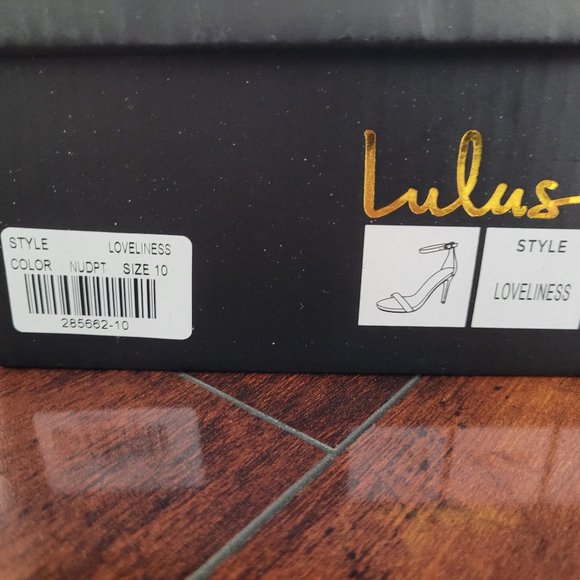 Lulus
STYLE LOVELINESS
COLOR NUDPT SIZE 10
285662-10
STYLE
LOVELINESS